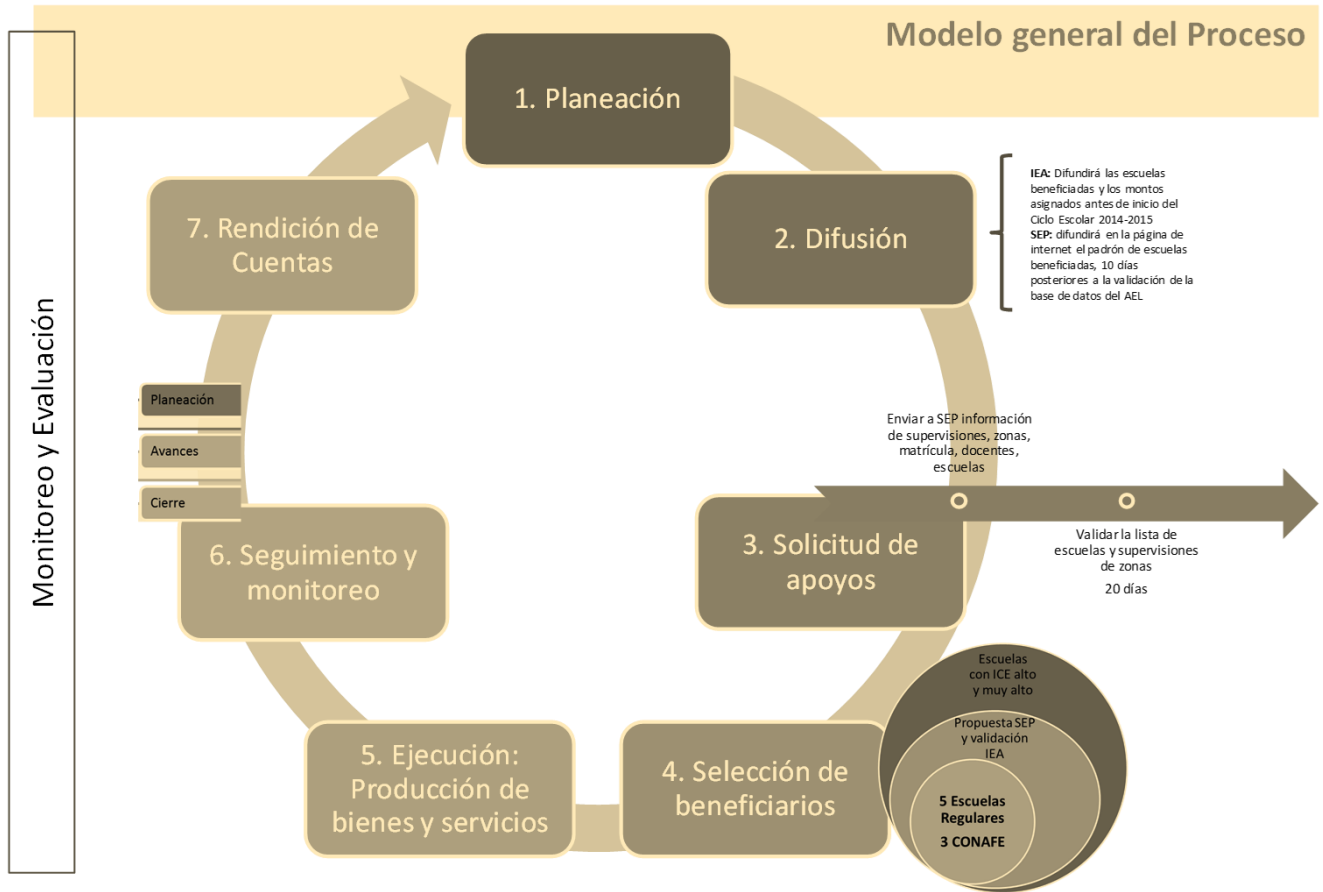 Modelo general del Proceso
Monitoreo y Evaluación
1. Planeación
2. Difusión
IEA: Difundirá las escuelas
beneficiadas y los montos
asignados antes de inicio del
Ciclo Escolar 2014-2015
SEP: difundirá en la página de
internet el padrón de escuelas
beneficiadas, 10 días
posteriores a la validación de la
base de datos del AEL
3. Solicitud de
apoyos
Enviar a SEP información
de supervisiones, zonas,
matrícula, docentes,
escuelas
Validar la lista de
escuelas y supervisiones
de zonas
20 días
4. Selección de
beneficiarios
Escuelas
con ICE alto
y muy alto
Propuesta SEP
y validación
IEA
5 Escuelas
Regulares
3 CONAFE
5. Ejecución:
Producción de
bienes y servicios
6. Seguimiento y
monitoreo
Planeación
Avances
Cierre
7. Rendición de
Cuentas